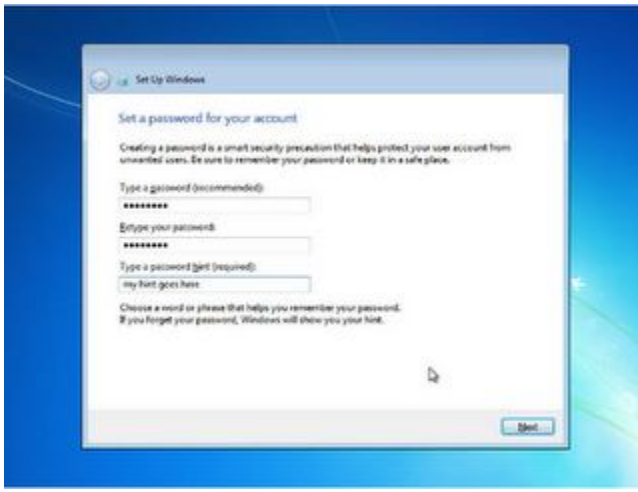 Set Up Windows
Set a password for your account
Creating a password is a smart security precaution that helps protect your user account from
unwanted users. Be sure to remember your password or keep it in a safe place.
Type a password (recommended):
••••••••
Retype your password:
••••••••
Type a password hint (required):
my hint goes here
Choose a word or phrase that helps you remember your password.
If you forget your password, Windows will show you your hint.
Next